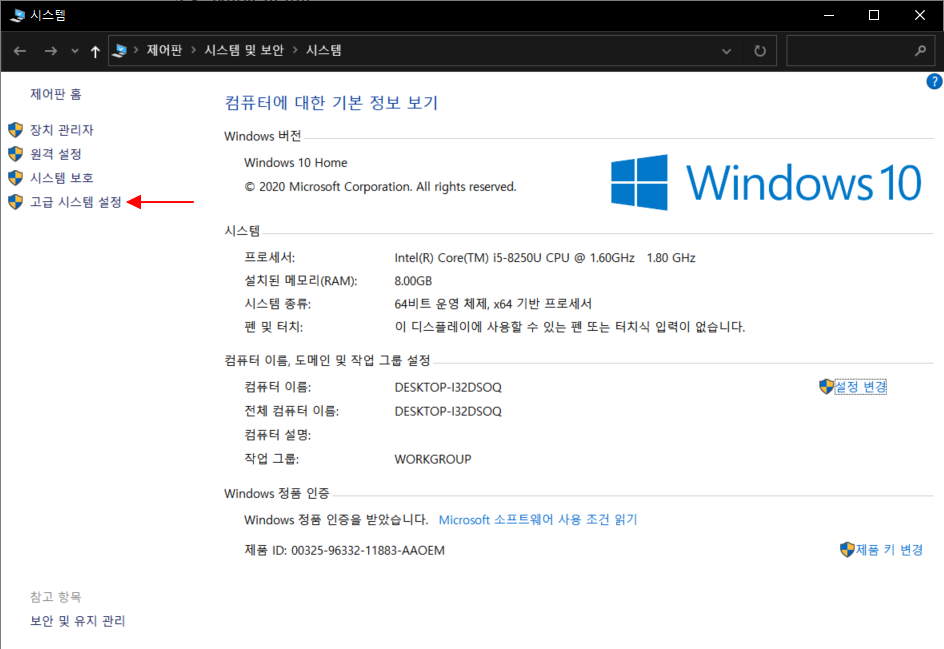 시스템
제어판 > 시스템 및 보안 > 시스템
제어판 홈
장치 관리자
원격 설정
시스템 보호
고급 시스템 설정
컴퓨터에 대한 기본 정보 보기
Windows 버전
Windows 10 Home
© 2020 Microsoft Corporation. All rights reserved.
Windows 10
시스템
프로세서: Intel(R) Core(TM) i5-8250U CPU @ 1.60GHz 1.80 GHz
설치된 메모리(RAM): 8.00GB
시스템 종류: 64비트 운영 체제, x64 기반 프로세서
펜 및 터치: 이 디스플레이에 사용할 수 있는 펜 또는 터치식 입력이 없습니다.
컴퓨터 이름, 도메인 및 작업 그룹 설정
컴퓨터 이름: DESKTOP-I32DSOQ 설정 변경
전체 컴퓨터 이름: DESKTOP-I32DSOQ
컴퓨터 설명:
작업 그룹: WORKGROUP
Windows 정품 인증
Windows 정품 인증을 받았습니다. Microsoft 소프트웨어 사용 조건 읽기
제품 ID: 00325-96332-11883-AAOEM 제품 키 변경
참고 항목
보안 및 유지 관리